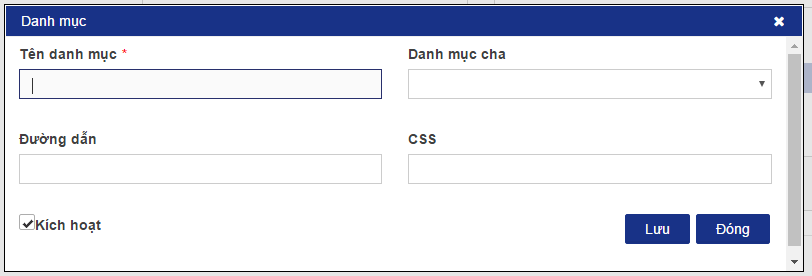 Danh mục
Tên danh mục *
Danh mục cha
Đường dẫn
CSS
Kích hoạt
Lưu
Đóng